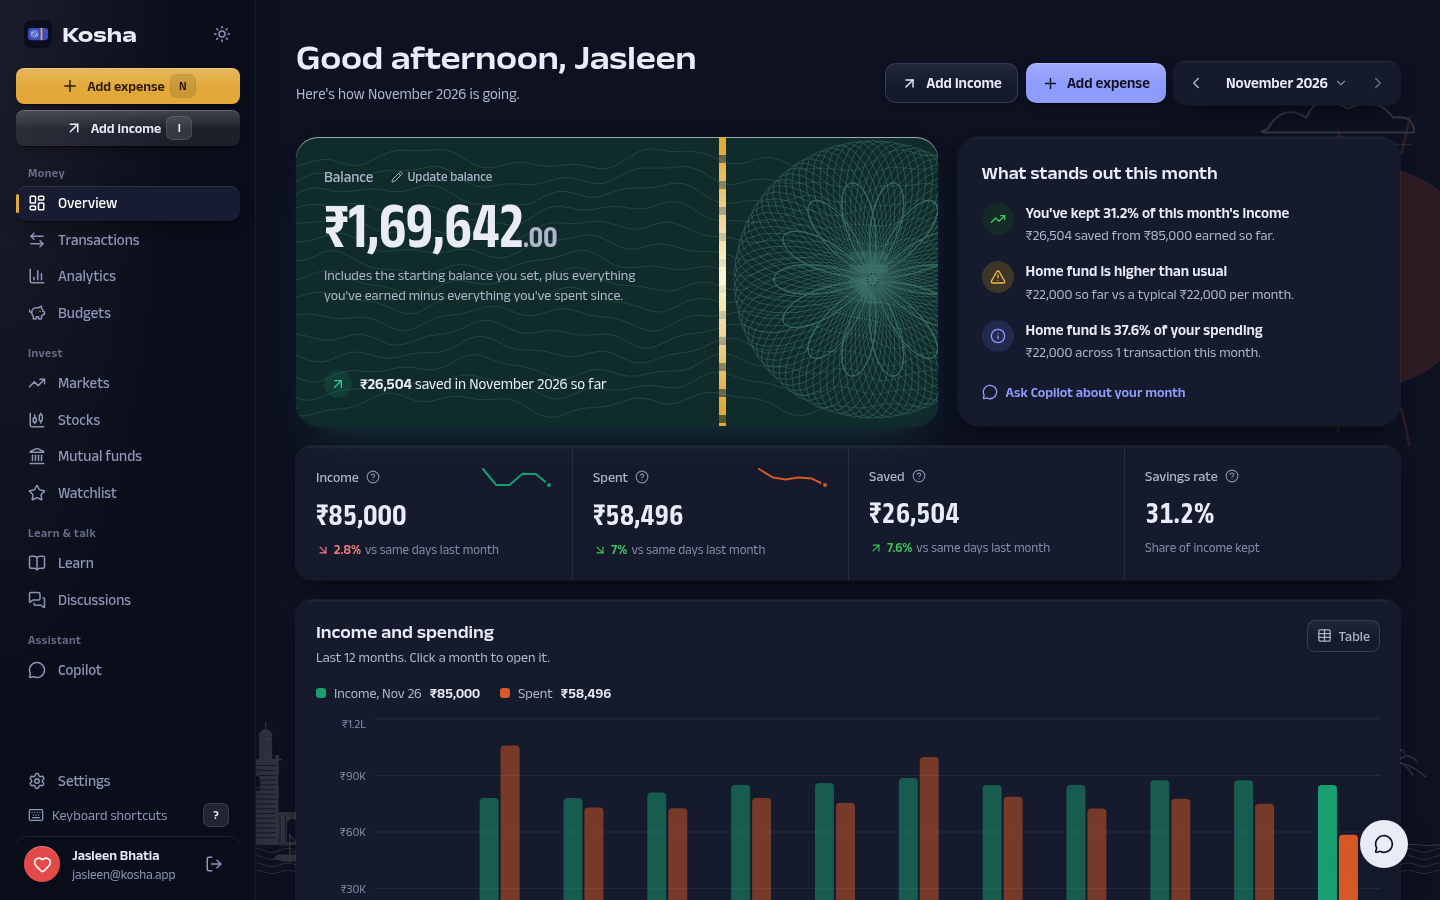 Kosha
Add expense N
Add income I
Money
Overview
Transactions
Analytics
Budgets
Invest
Markets
Stocks
Mutual funds
Watchlist
Learn & talk
Learn
Discussions
Assistant
Copilot
Settings
Keyboard shortcuts ?
Jasleen Bhatia
jasleen@kosha.app
Good afternoon, Jasleen
Here's how November 2026 is going.
Add income
Add expense
November 2026
Balance
Update balance
₹1,69,642.00
Includes the starting balance you set, plus everything
you've earned minus everything you've spent since.
₹26,504 saved in November 2026 so far
What stands out this month
You've kept 31.2% of this month's income
₹26,504 saved from ₹85,000 earned so far.
Home fund is higher than usual
₹22,000 so far vs a typical ₹22,000 per month.
Home fund is 37.6% of your spending
₹22,000 across 1 transaction this month.
Ask Copilot about your month
Income
₹85,000
2.8% vs same days last month
Spent
₹58,496
7% vs same days last month
Saved
₹26,504
7.6% vs same days last month
Savings rate
31.2%
Share of income kept
Income and spending
Last 12 months. Click a month to open it.
Table
Income, Nov 26 ₹85,000
Spent ₹58,496
₹1.2L
₹90K
₹60K
₹30K